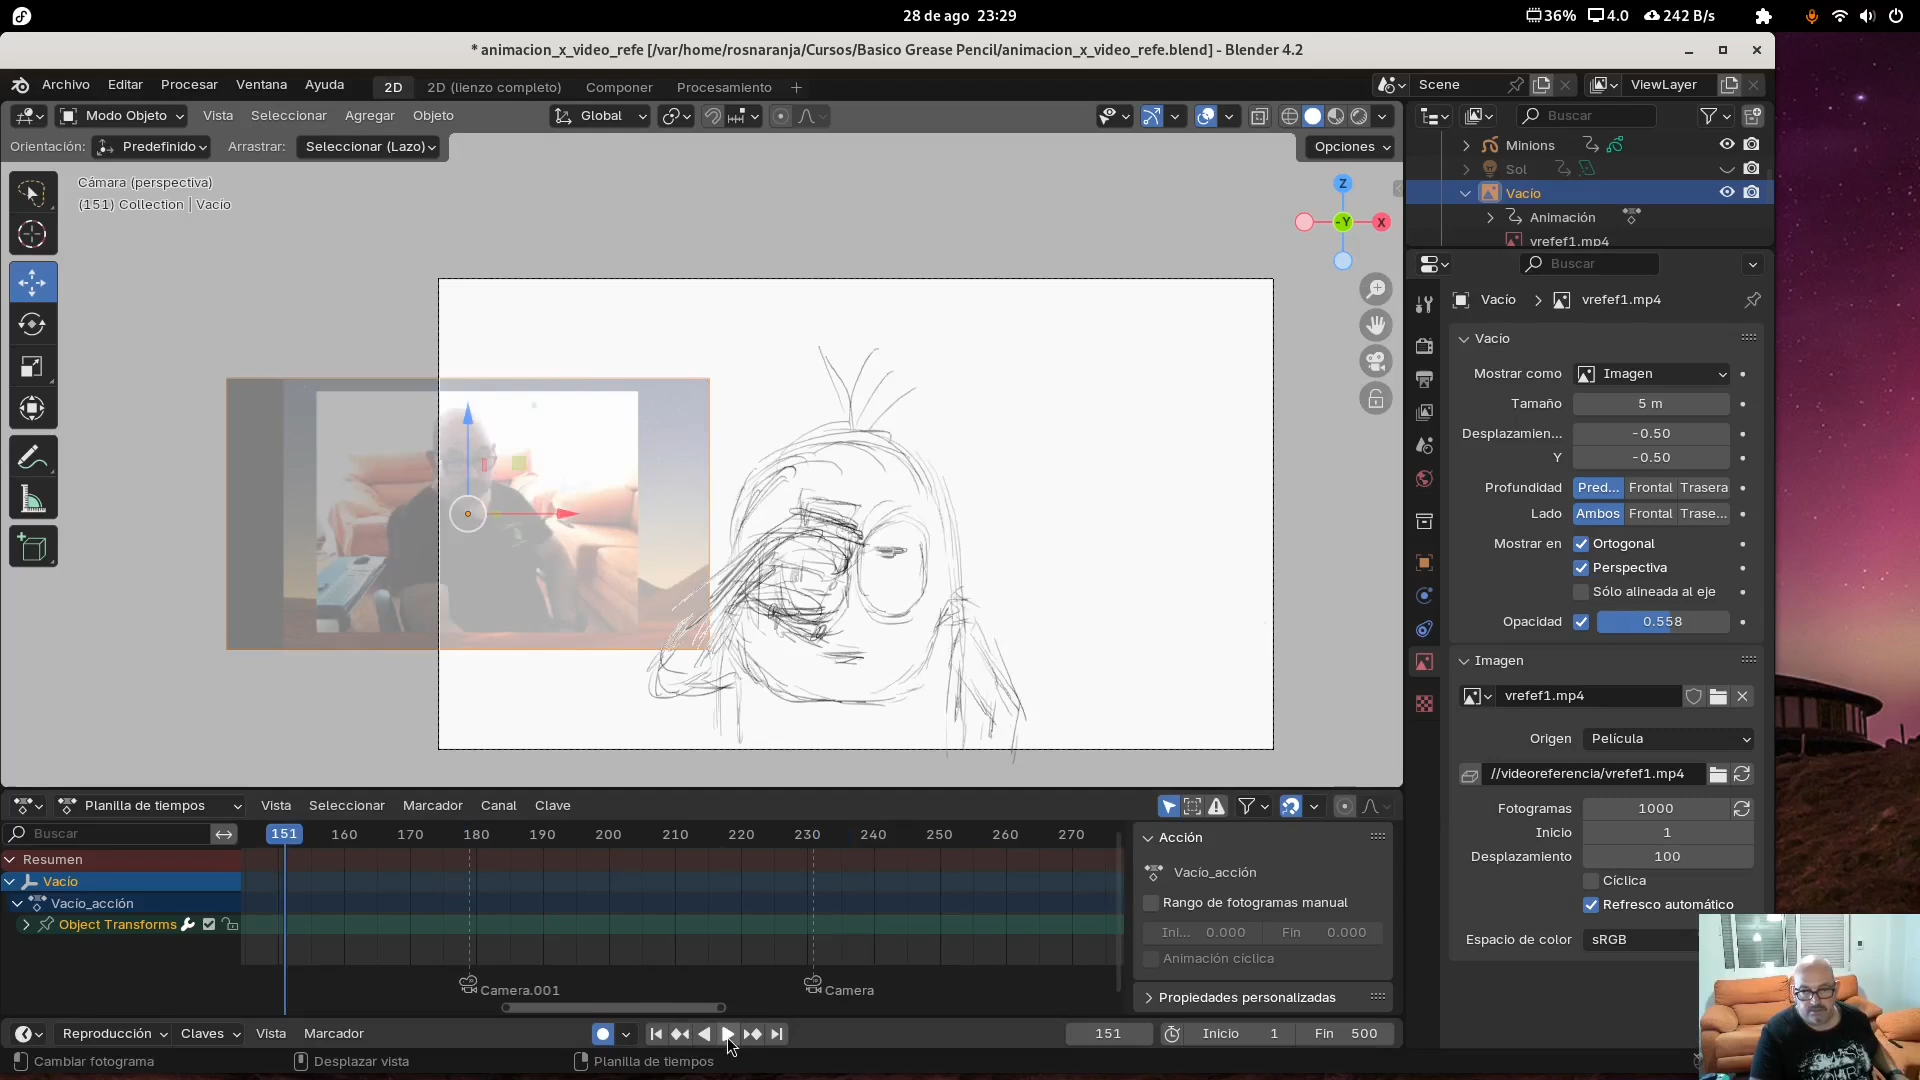 28 de ago 23:29
36% 4.0 242 B/s
* animacion_x_video_refe [/var/home/rosnaranja/Cursos/Basico Grease Pencil/animacion_x_video_refe.blend] - Blender 4.2
Archivo Editar Procesar Ventana Ayuda 2D 2D (lienzo completo) Componer Procesamiento + Scene ViewLayer
Modo Objeto Vista Seleccionar Agregar Objeto Global Buscar
Orientación: Predefinido Arrastrar: Seleccionar (Lazo) Opciones
Minions
Sol
Vacío
Animación
vrefef1.mp4
Cámara (perspectiva)
(151) Collection | Vacío
Z
-Y
X
Buscar
Vacío > vrefef1.mp4
Vacío
Mostrar como Imagen
Tamaño 5 m
Desplazamien... -0.50
Y -0.50
Profundidad Pred... Frontal Trasera
Lado Ambos Frontal Trase...
Mostrar en Ortogonal
Perspectiva
Sólo alineada al eje
Opacidad 0.558
Imagen
vrefef1.mp4
Origen Película
//videoreferencia/vrefef1.mp4
Fotogramas 1000
Inicio 1
Desplazamiento 100
Cíclica
Refresco automático
Espacio de color sRGB
Planilla de tiempos Vista Seleccionar Marcador Canal Clave
Buscar 151 160 170 180 190 200 210 220 230 240 250 260 270
Resumen
Vacío
Vacío_acción
Object Transforms
Camera.001 Camera
Acción
Vacío_acción
Rango de fotogramas manual
Ini... 0.000 Fin 0.000
Animación cíclica
Propiedades personalizadas
Reproducción Claves Vista Marcador 151 Inicio 1 Fin 500
Cambiar fotograma Desplazar vista Planilla de tiempos